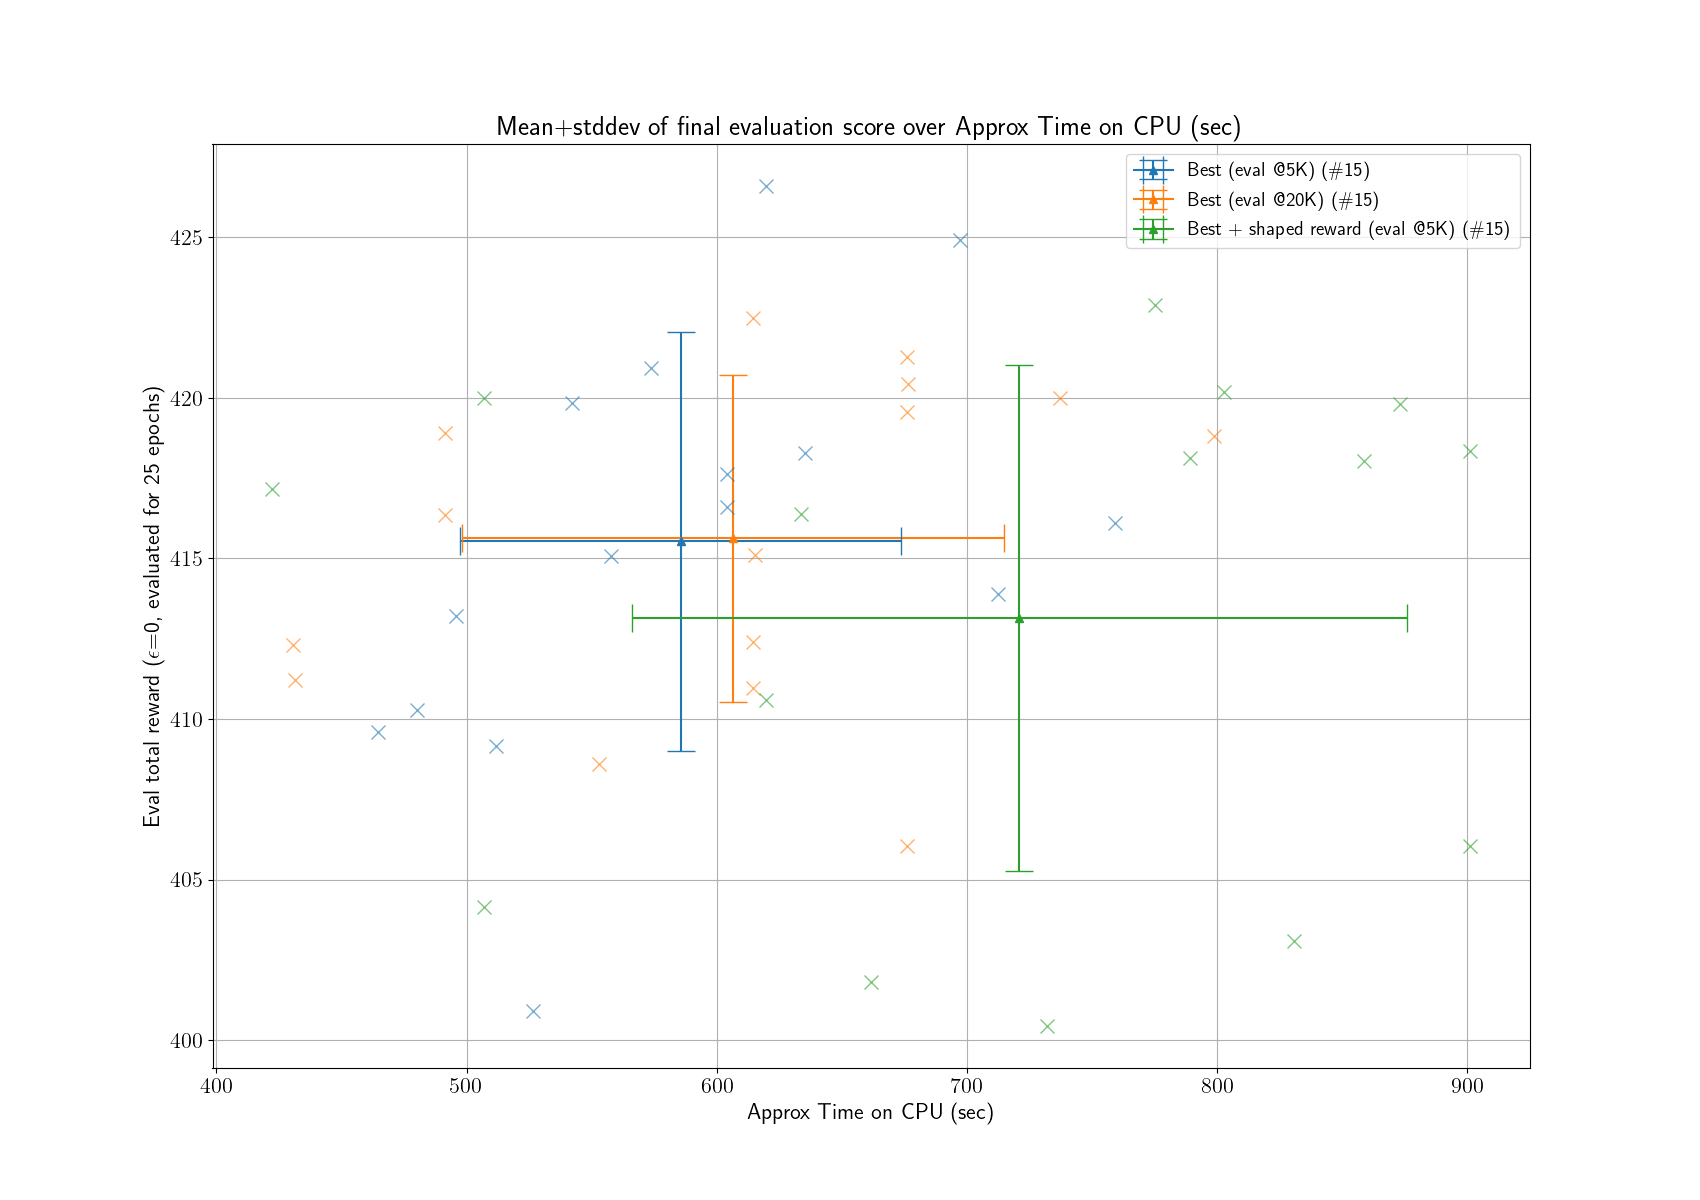 Mean+stddev of final evaluation score over Approx Time on CPU (sec)
Best (eval @5K) (#15)
Best (eval @20K) (#15)
Best + shaped reward (eval @5K) (#15)
Eval total reward (ϵ=0, evaluated for 25 epochs)
425
420
415
410
405
400
400 500 600 700 800 900
Approx Time on CPU (sec)